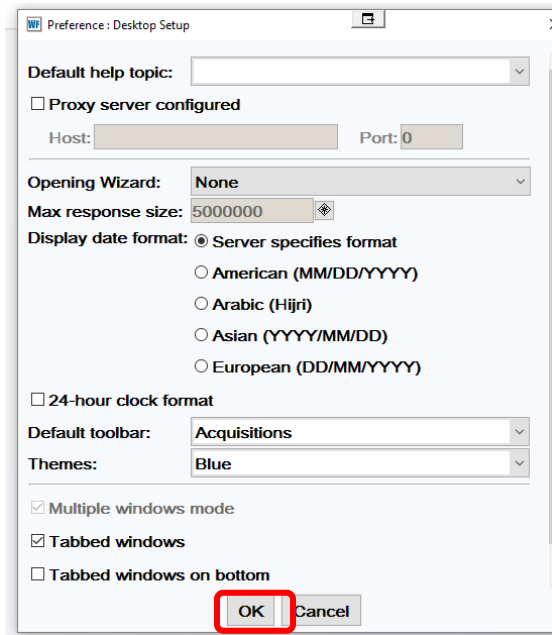 WF Preference : Desktop Setup
Default help topic:
Proxy server configured
Host: Port: 0
Opening Wizard: None
Max response size: 5000000
Display date format: Server specifies format
American (MM/DD/YYYY)
Arabic (Hijri)
Asian (YYYY/MM/DD)
European (DD/MM/YYYY)
24-hour clock format
Default toolbar: Acquisitions
Themes: Blue
Multiple windows mode
Tabbed windows
Tabbed windows on bottom
OK Cancel